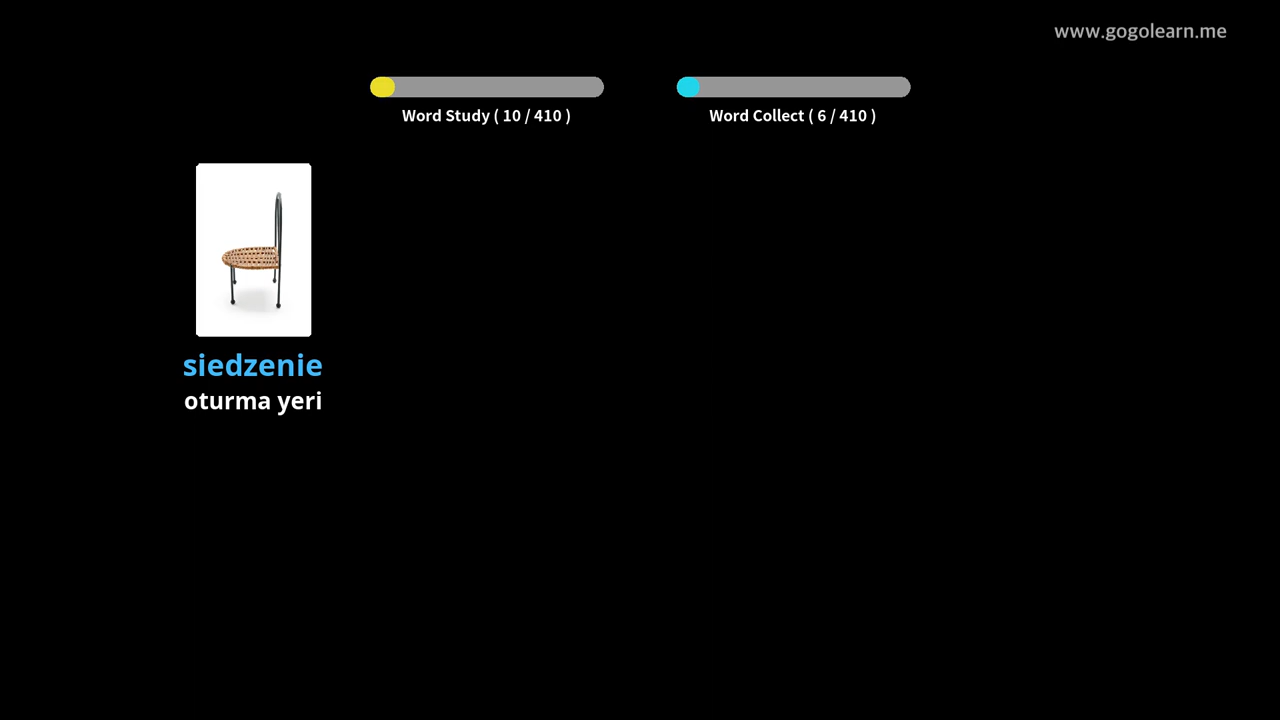 www.gogolearn.me
Word Study ( 10 / 410 )
Word Collect ( 6 / 410 )
siedzenie
oturma yeri